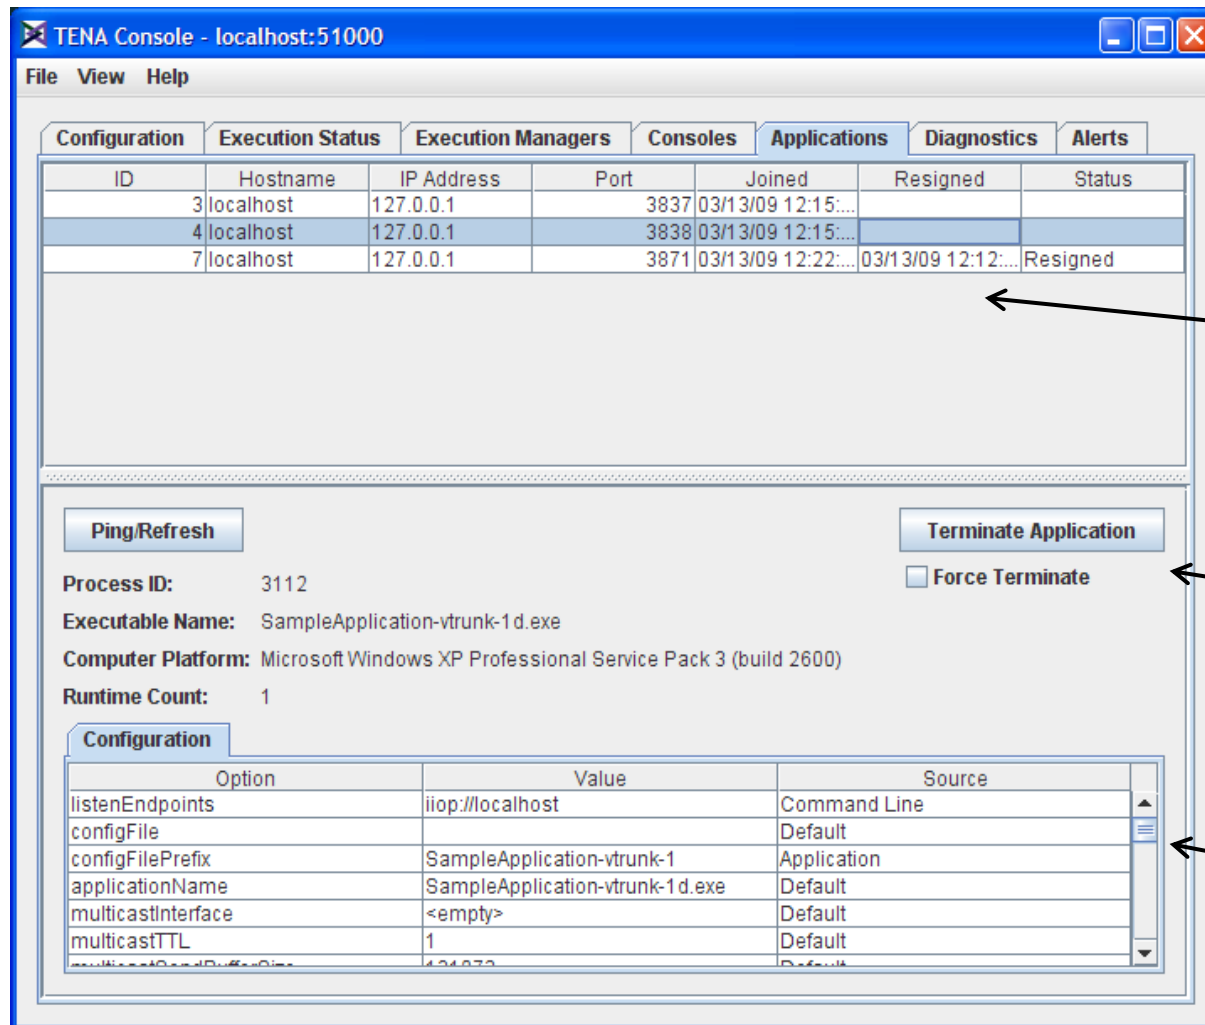 TENA Console - localhost:51000
File View Help
Configuration Execution Status Execution Managers Consoles Applications Diagnostics Alerts
ID Hostname IP Address Port Joined Resigned Status
3 localhost 127.0.0.1 3837 03/13/09 12:15:...
4 localhost 127.0.0.1 3838 03/13/09 12:15:...
7 localhost 127.0.0.1 3871 03/13/09 12:22:... 03/13/09 12:12:... Resigned
Ping/Refresh Terminate Application
Force Terminate
Process ID: 3112
Executable Name: SampleApplication-vtrunk-1d.exe
Computer Platform: Microsoft Windows XP Professional Service Pack 3 (build 2600)
Runtime Count: 1
Configuration
Option Value Source
listenEndpoints iiop://localhost Command Line
configFile Default
configFilePrefix SampleApplication-vtrunk-1 Application
applicationName SampleApplication-vtrunk-1d.exe Default
multicastInterface <empty> Default
multicastTTL 1 Default
multicastSendBufferSize 131072 Default